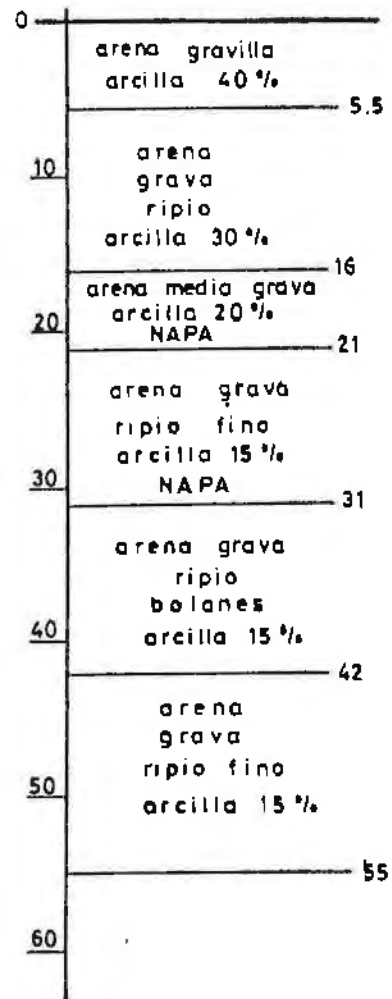 0
arena gravilla
arcilla 40 %
5.5
10
arena
grava
ripio
arcilla 30 %
16
arena media grava
arcilla 20 %
20
NAPA
21
arena grava
ripio fino
arcilla 15 %
30
NAPA
31
arena grava
ripio
bolones
40
arcilla 15 %
42
arena
grava
ripio fino
50
arcilla 15 %
55
60